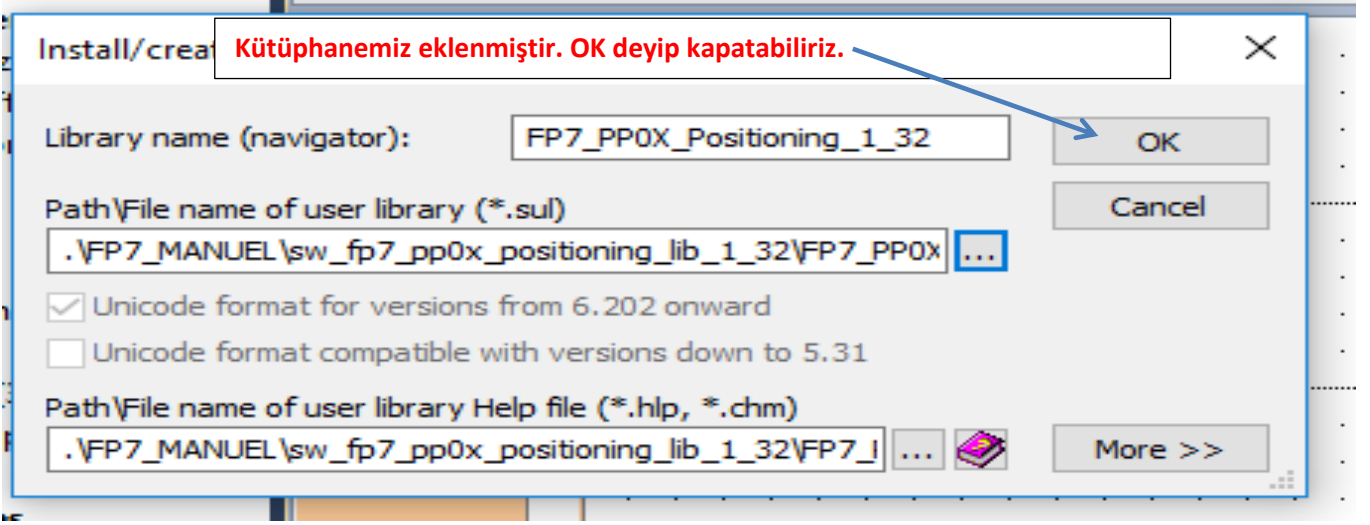 Install/creat
Kütüphanemiz eklenmiştir. OK deyip kapatabiliriz.
Library name (navigator):
FP7_PP0X_Positioning_1_32
OK
Path\File name of user library (*.sul)
Cancel
.\FP7_MANUEL\sw_fp7_pp0x_positioning_lib_1_32\FP7_PP0X
...
Unicode format for versions from 6.202 onward
Unicode format compatible with versions down to 5.31
Path\File name of user library Help file (*.hlp, *.chm)
.\FP7_MANUEL\sw_fp7_pp0x_positioning_lib_1_32\FP7_
...
More >>